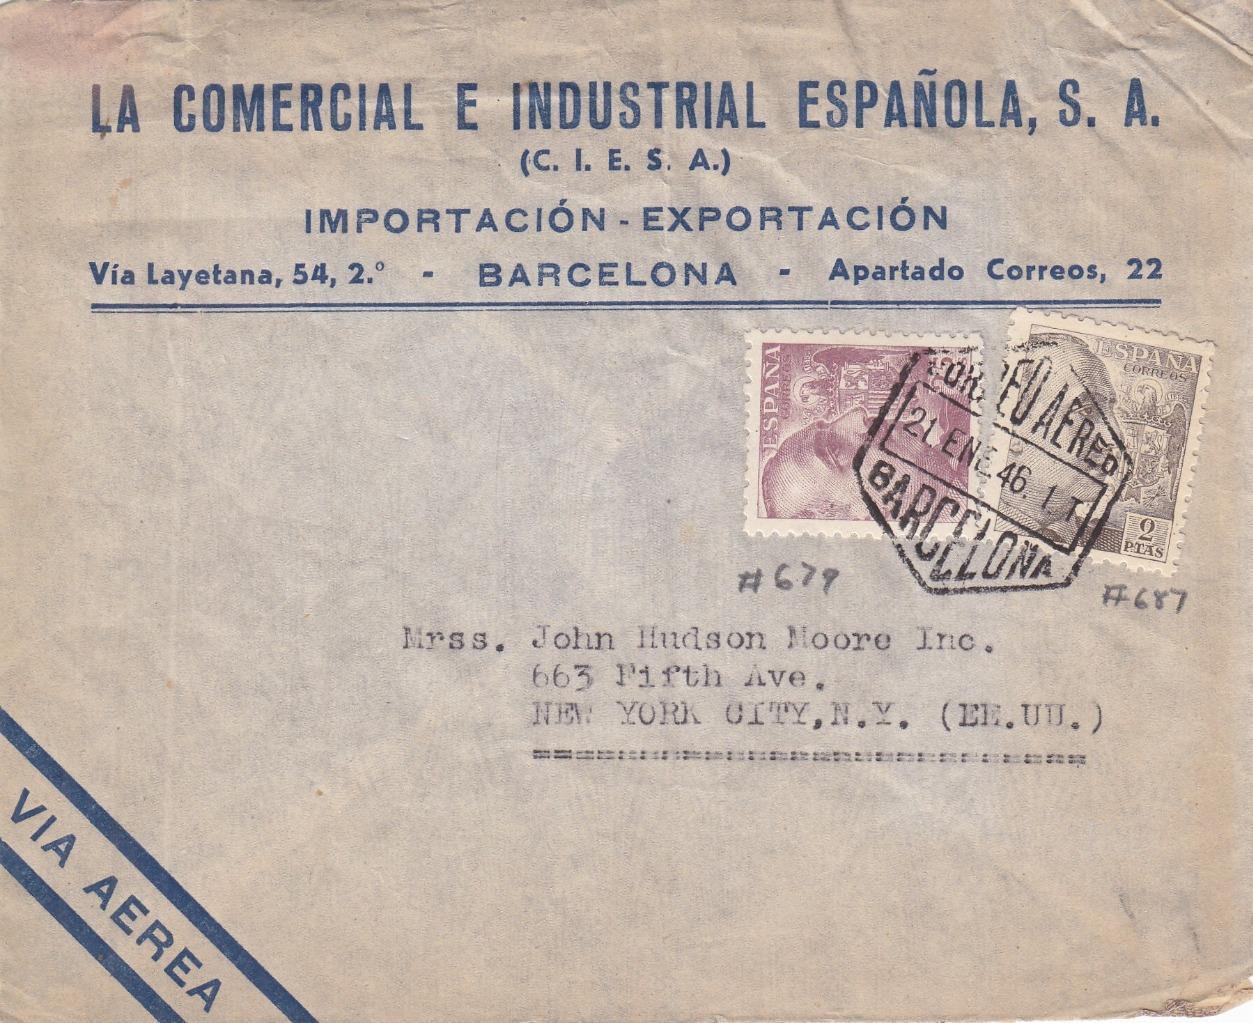 LA COMERCIAL E INDUSTRIAL ESPAÑOLA, S. A.
(C. I. E. S. A.)
IMPORTACIÓN - EXPORTACIÓN
Vía Layetana, 54, 2.º - BARCELONA - Apartado Correos, 22
ESPAÑA
CORREOS
ESPAÑA
CORREOS
2
PTAS
CORREO AEREO
21. ENE. 46. 1 T.
BARCELONA
#679
#687
Mrss. John Hudson Moore Inc.
663 Fifth Ave.
NEW YORK CITY, N.Y. (EE.UU.)
VIA AEREA